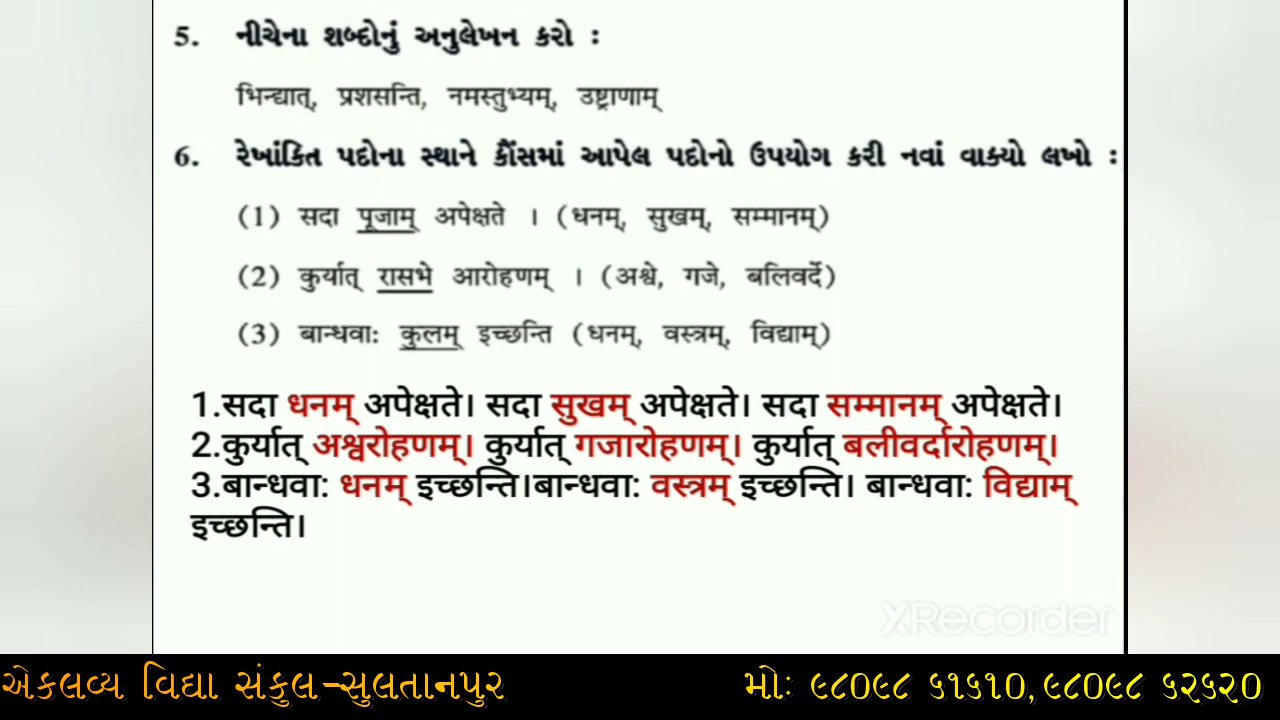 5. નીચેના શબ્દોનું અનુલેખન કરો :
भिन्द्यात्, प्रशसन्ति, नमस्तुभ्यम्, उष्ट्राणाम्
6. રેખાંકિત પદોના સ્થાને કૌંસમાં આપેલ પદોનો ઉપયોગ કરી નવાં વાક્યો લખો :
(1) सदा पूजाम् अपेक्षते । (धनम्, सुखम्, सम्मानम्)
(2) कुर्यात् रासभे आरोहणम् । (अश्वे, गजे, बलिवर्दे)
(3) बान्धवाः कुलम् इच्छन्ति (धनम्, वस्त्रम्, विद्याम्)
1.सदा धनम् अपेक्षते। सदा सुखम् अपेक्षते। सदा सम्मानम् अपेक्षते।
2.कुर्यात् अश्वरोहणम्। कुर्यात् गजारोहणम्। कुर्यात् बलीवर्दारोहणम्।
3.बान्धवाः धनम् इच्छन्ति।बान्धवाः वस्त्रम् इच्छन्ति। बान्धवाः विद्याम्
इच्छन्ति।
XRecorder
એકલવ્ય વિદ્યા સંકુલ-સુલતાનપુર મોઃ ૯૮0૯૮ ૬૧૬૧0,૯૮0૯૮ ૬૨૬૨0